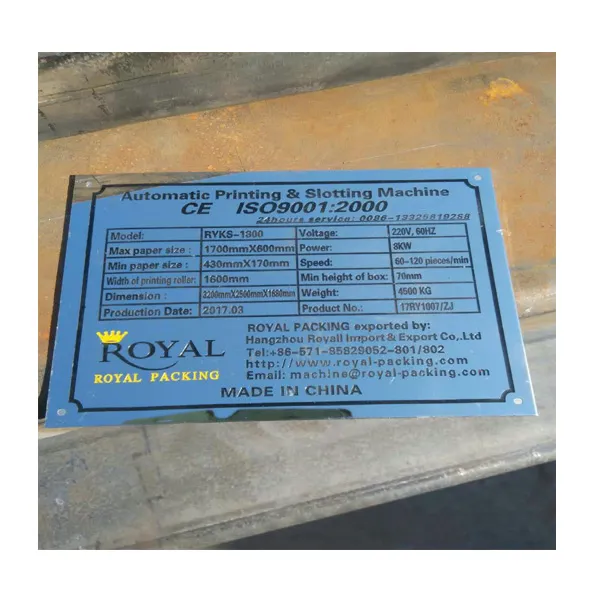 Automatic Printing & Slotting Machine
CE ISO9001:2000
24hours service: 0086-13325819288
Model: RYKS-1300 Voltage: 220V, 60HZ
Max paper size : 1700mmX600mm Power: 8KW
Min paper size : 430mmX170mm Speed: 60-120 pieces/min
Width of printing roller: 1600mm Min height of box: 70mm
Dimension : 3200mmX2500mmX1680mm Weight: 4500 KG
Production Date: 2017.03 Product No.: 17RY1007/ZJ
ROYAL
ROYAL PACKING
ROYAL PACKING exported by:
Hangzhou Royall Import & Export Co,.Ltd
Tel:+86-571-85829052-801/802
http://www.royal-packing.com
Email: machine@royal-packing.com
MADE IN CHINA